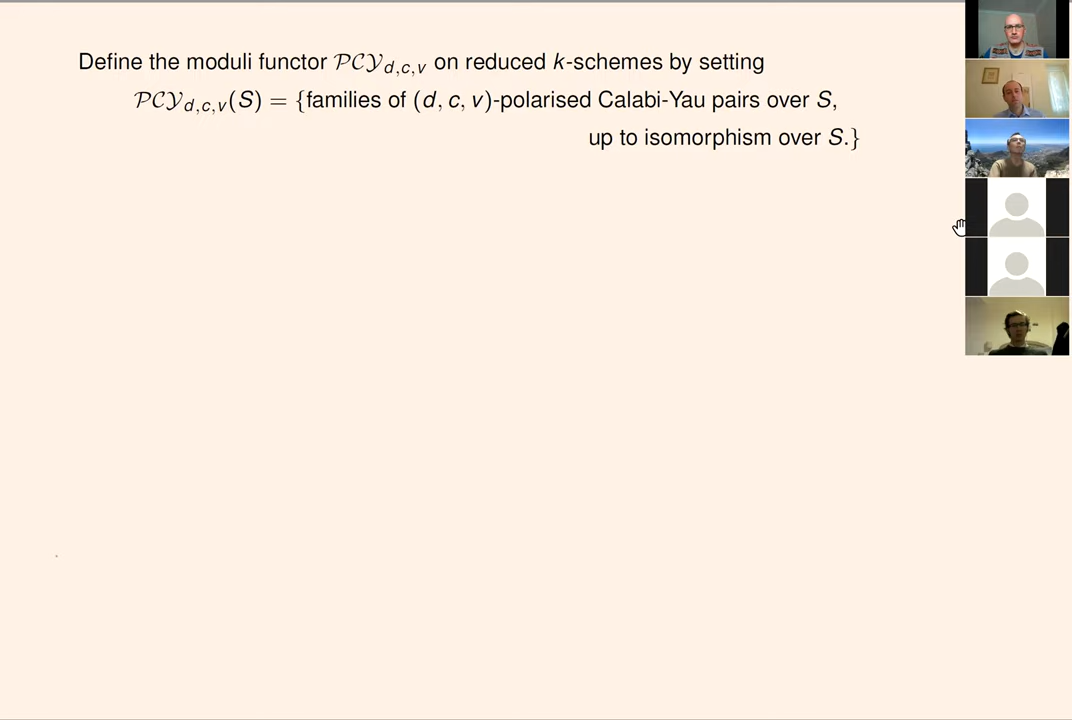 Define the moduli functor 𝒫𝒞𝒴_{d,c,v} on reduced k-schemes by setting
𝒫𝒞𝒴_{d,c,v}(S) = {families of (d, c, v)-polarised Calabi-Yau pairs over S,
up to isomorphism over S.}